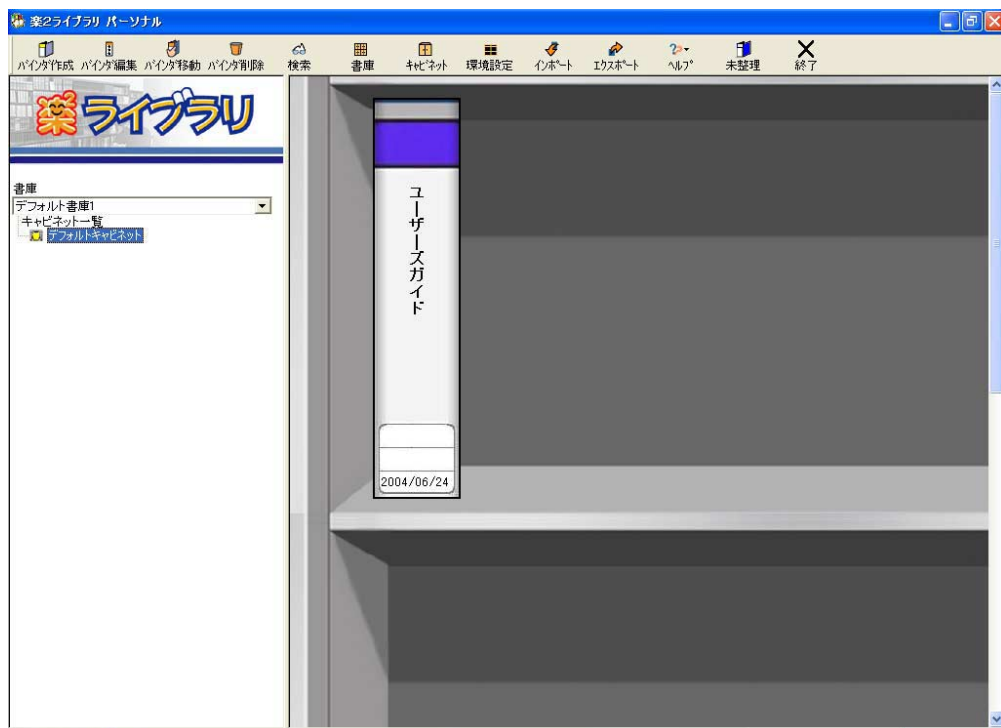 楽2ライブラリ パーソナル
ﾊﾞｲﾝﾀﾞ作成 ﾊﾞｲﾝﾀﾞ編集 ﾊﾞｲﾝﾀﾞ移動 ﾊﾞｲﾝﾀﾞ削除 検索 書庫 ｷｬﾋﾞﾈｯﾄ 環境設定 ｲﾝﾎﾟｰﾄ ｴｸｽﾎﾟｰﾄ ﾍﾙﾌﾟ 未整理 終了
楽ライブラリ
書庫
デフォルト書庫1
キャビネット一覧
デフォルトキャビネット
ユーザーズガイド
2004/06/24